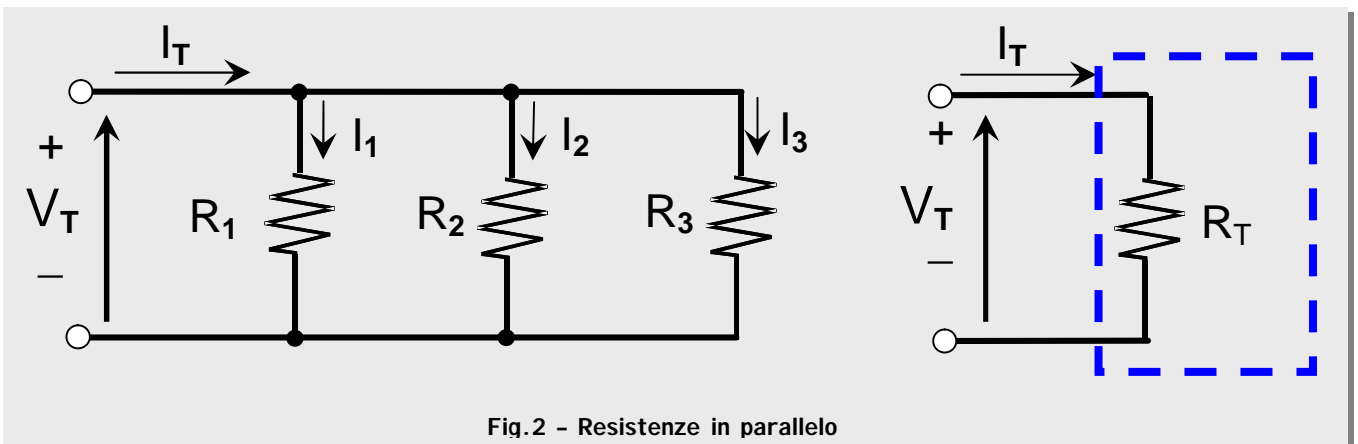 I_T
I_1
I_2
I_3
+
V_T
–
R_1
R_2
R_3
I_T
+
V_T
–
R_T
Fig.2 – Resistenze in parallelo